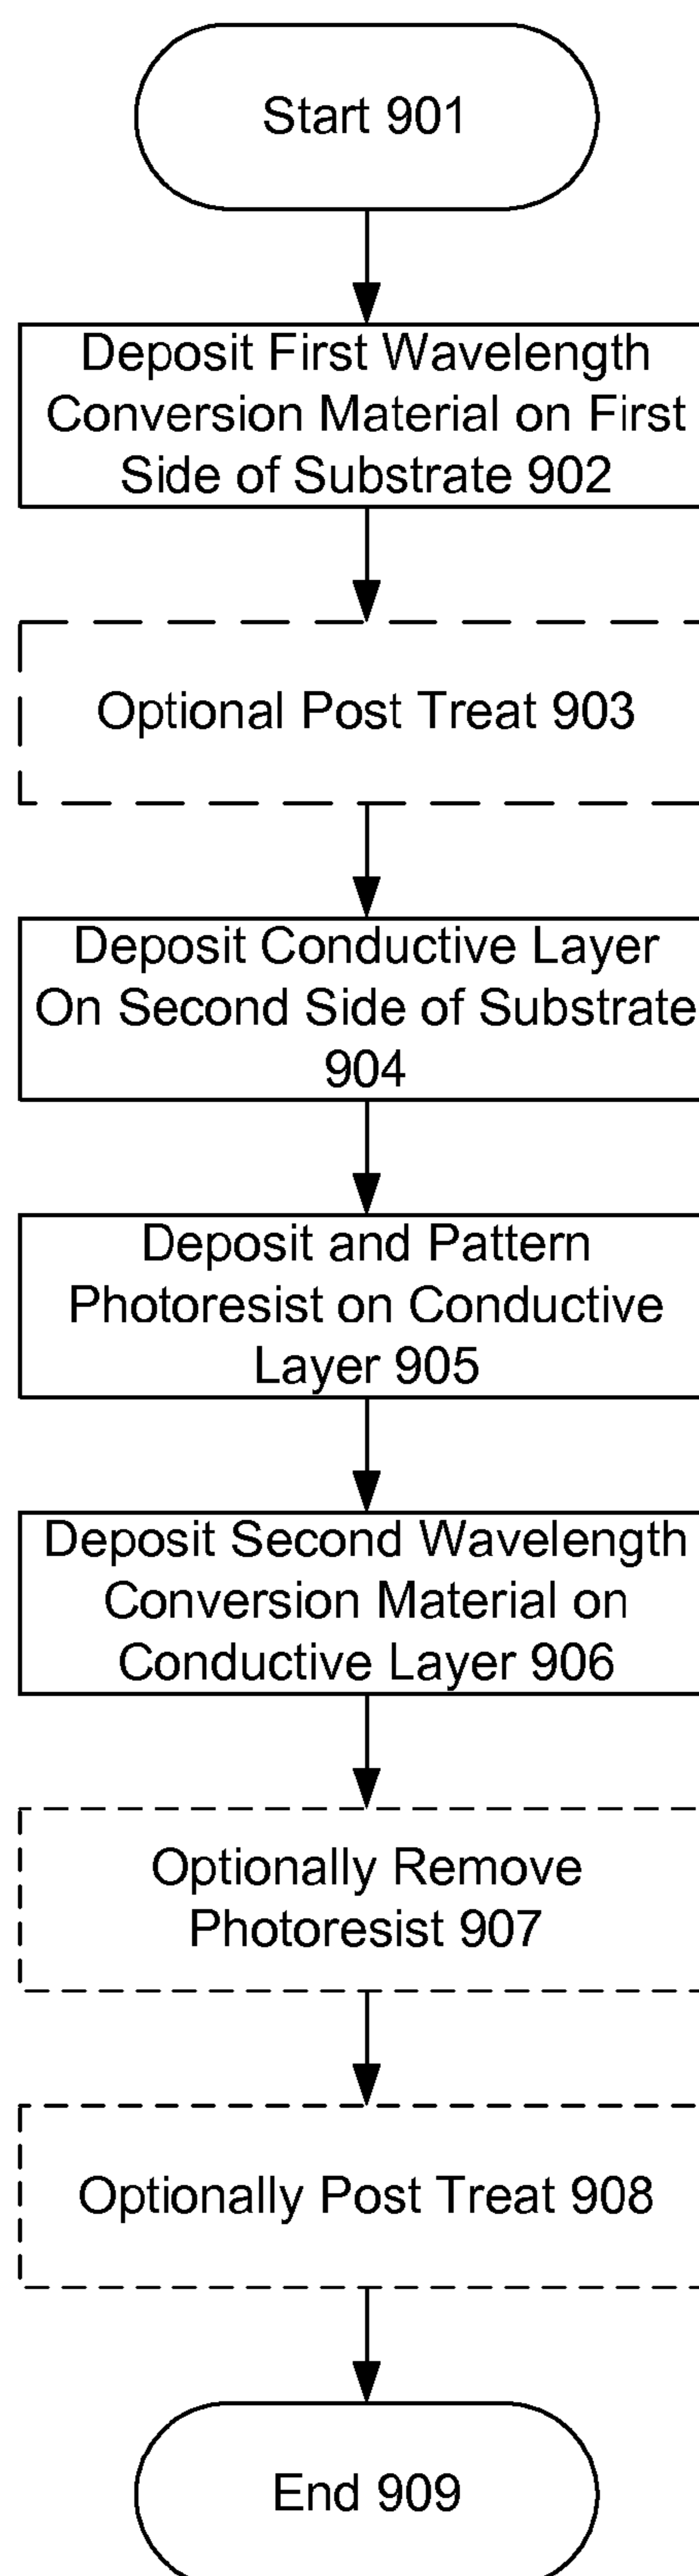 Start 901
Deposit First Wavelength
Conversion Material on First
Side of Substrate 902
Optional Post Treat 903
Deposit Conductive Layer
On Second Side of Substrate
904
Deposit and Pattern
Photoresist on Conductive
Layer 905
Deposit Second Wavelength
Conversion Material on
Conductive Layer 906
Optionally Remove
Photoresist 907
Optionally Post Treat 908
End 909